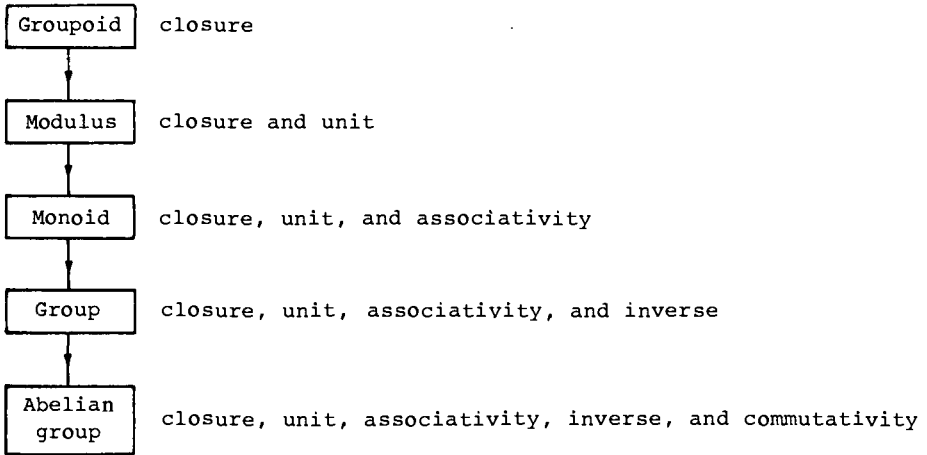 Groupoid closure
Modulus closure and unit
Monoid closure, unit, and associativity
Group closure, unit, associativity, and inverse
Abelian
group
closure, unit, associativity, inverse, and commutativity